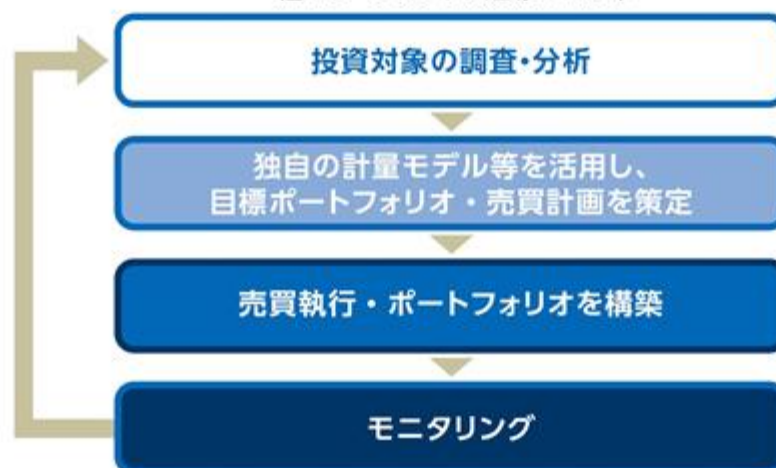 投資対象の調査・分析
独自の計量モデル等を活用し、
目標ポートフォリオ・売買計画を策定
売買執行・ポートフォリオを構築
モニタリング